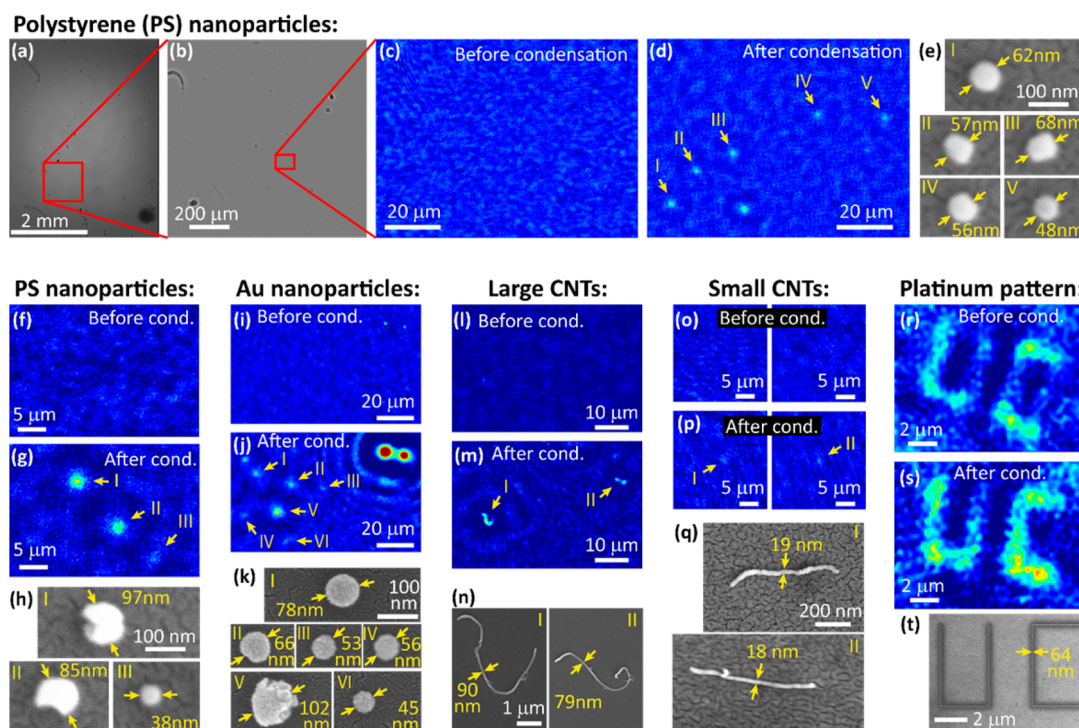 Polystyrene (PS) nanoparticles:
(a)
2 mm
(b)
200 μm
(c) Before condensation
20 μm
(d) After condensation
I
II
III
IV
V
20 μm
(e)
I
62nm
100 nm
II
57nm
III
68nm
IV
56nm
V
48nm
PS nanoparticles:
(f)
Before cond.
5 μm
(g)
After cond.
I
II
III
5 μm
(h)
I
97nm
100 nm
II
85nm
III
38nm
Au nanoparticles:
(i)
Before cond.
20 μm
(j) After cond.
I
II
III
V
IV
VI
20 μm
(k)
I
100
nm
78nm
II
66
nm
III
53
nm
IV
56
nm
V
102
nm
VI
45
nm
Large CNTs:
(l)
Before cond.
10 μm
(m) After cond.
I
II
10 μm
(n)
I
90
nm
1 μm
II
79nm
Small CNTs:
(o) Before cond.
5 μm
5 μm
(p) After cond.
I
5 μm
II
5 μm
(q)
I
19 nm
200 nm
II
18 nm
Platinum pattern:
(r) Before cond.
2 μm
(s) After cond.
2 μm
(t)
64
nm
2 μm